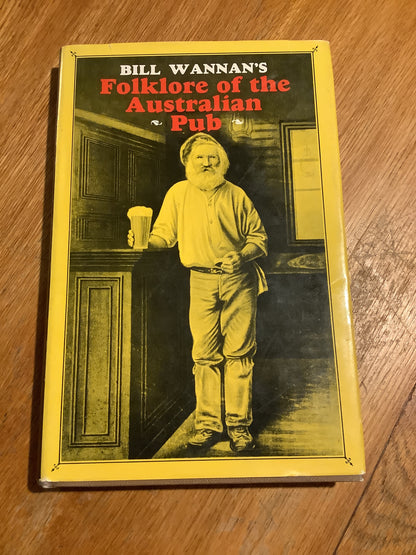 BILL WANNAN'S
Folklore of the
Australian
Pub